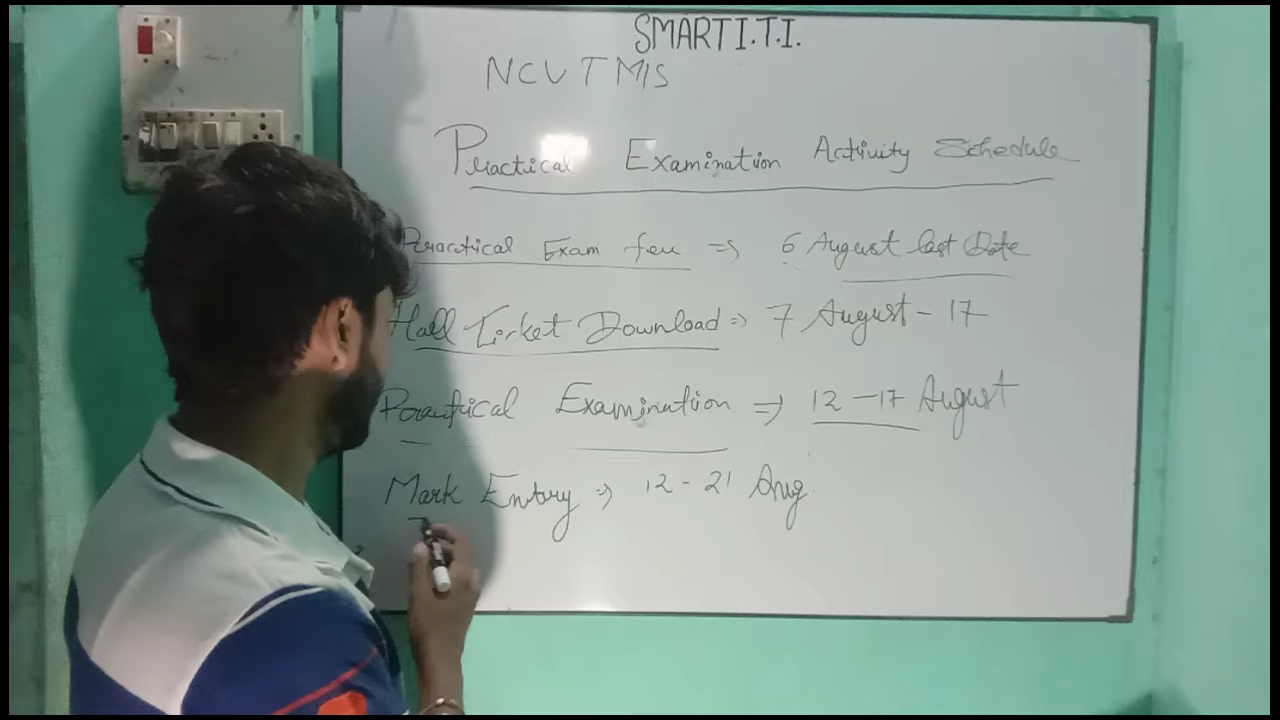 SMART I.T.I.
NCVT MIS
Practical Examination Activity Schedule
Practical Exam fee => 6 August last Date
Hall Ticket Download => 7 August - 17
Practical Examination => 12 - 17 August
Mark Entry => 12 - 21 Aug.